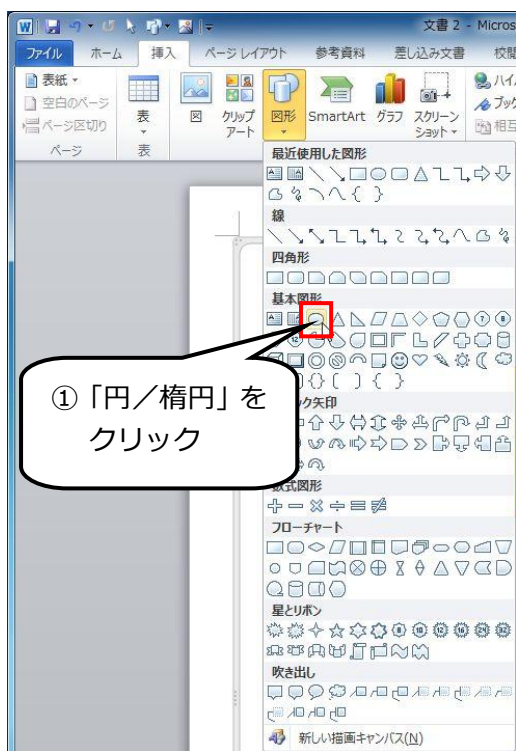 文書 2 - Micros
ファイル ホーム 挿入 ページ レイアウト 参考資料 差し込み文書 校閲
表紙
空白のページ
ページ区切り
ページ
表
表
図
クリップ
アート
図形
SmartArt
グラフ
スクリーン
ショット
ハイ
ブック
相互
最近使用した図形
線
四角形
基本図形
①「円／楕円」を
クリック
ク矢印
数式図形
フローチャート
星とリボン
吹き出し
新しい描画キャンバス(N)